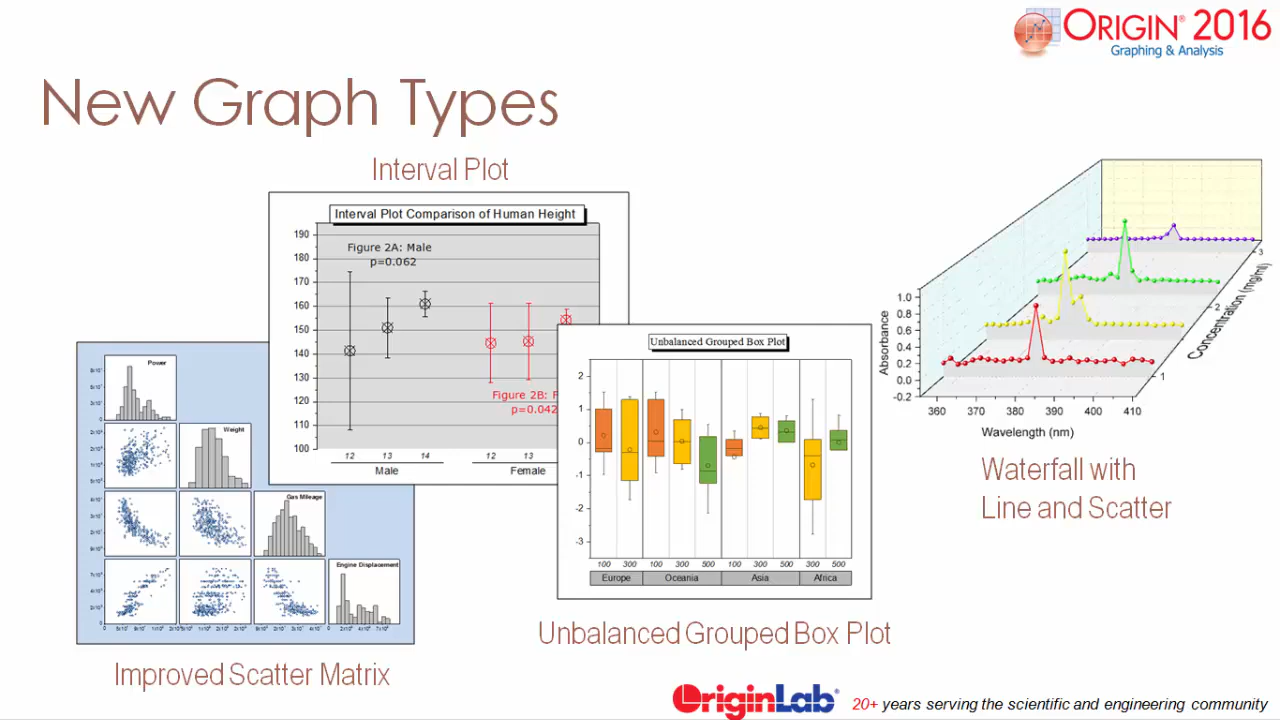 ORIGIN® 2016
Graphing & Analysis
New Graph Types
Interval Plot
Interval Plot Comparison of Human Height
190
180
170
160
150
140
130
120
110
100
Figure 2A: Male
p=0.062
Figure 2B: F
p=0.042
12 13 14 12 13
Male Female
Power
Weight
Gas Mileage
Engine Displacement
Improved Scatter Matrix
Unbalanced Grouped Box Plot
2
1
0
-1
-2
-3
100 300 100 300 500 100 300 500 300 500
Europe Oceania Asia Africa
Unbalanced Grouped Box Plot
Absorbance
1.0
0.8
0.6
0.4
0.2
0.0
-0.2
360 370 380 390 400 410
Wavelength (nm)
1
2
3
Concentration (mg/ml)
Waterfall with
Line and Scatter
OriginLab® 20+ years serving the scientific and engineering community